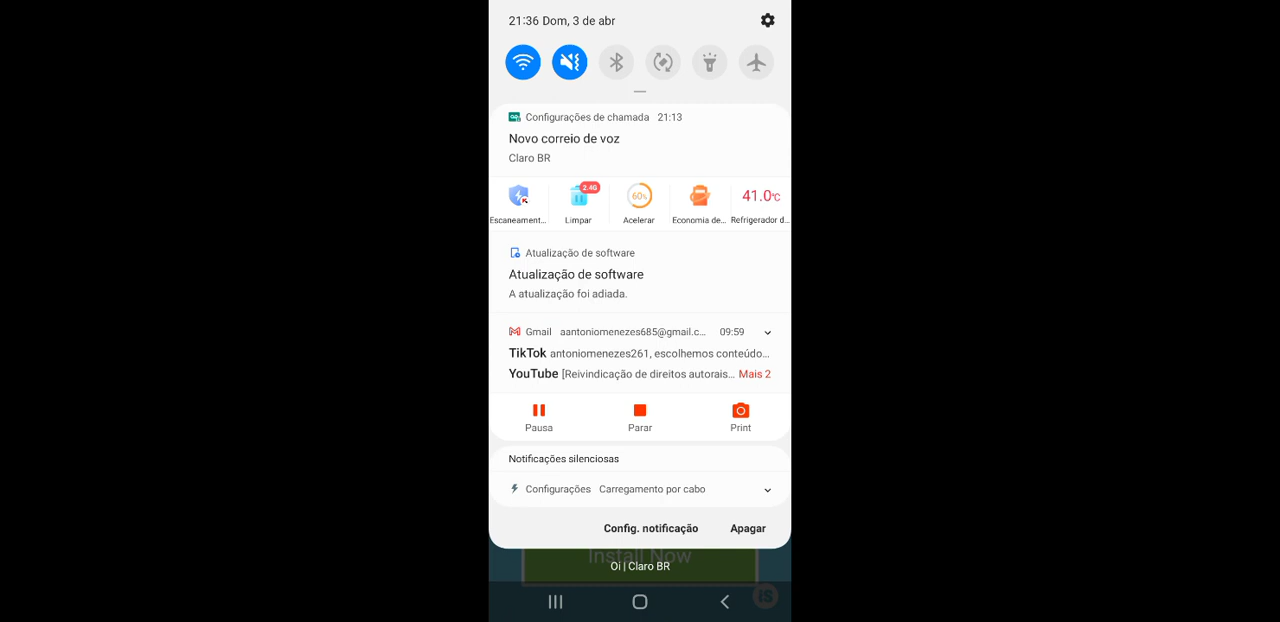 21:36 Dom, 3 de abr
Configurações de chamada 21:13
Novo correio de voz
Claro BR
2.4G
60%
41.0°C
Escaneament... Limpar Acelerar Economia de... Refrigerador d...
Atualização de software
Atualização de software
A atualização foi adiada.
Gmail aantoniomenezes685@gmail.c... 09:59
TikTok antoniomenezes261, escolhemos conteúdo...
YouTube [Reivindicação de direitos autorais... Mais 2
Pausa Parar Print
Notificações silenciosas
Configurações Carregamento por cabo
Config. notificação Apagar
Install Now
Oi | Claro BR